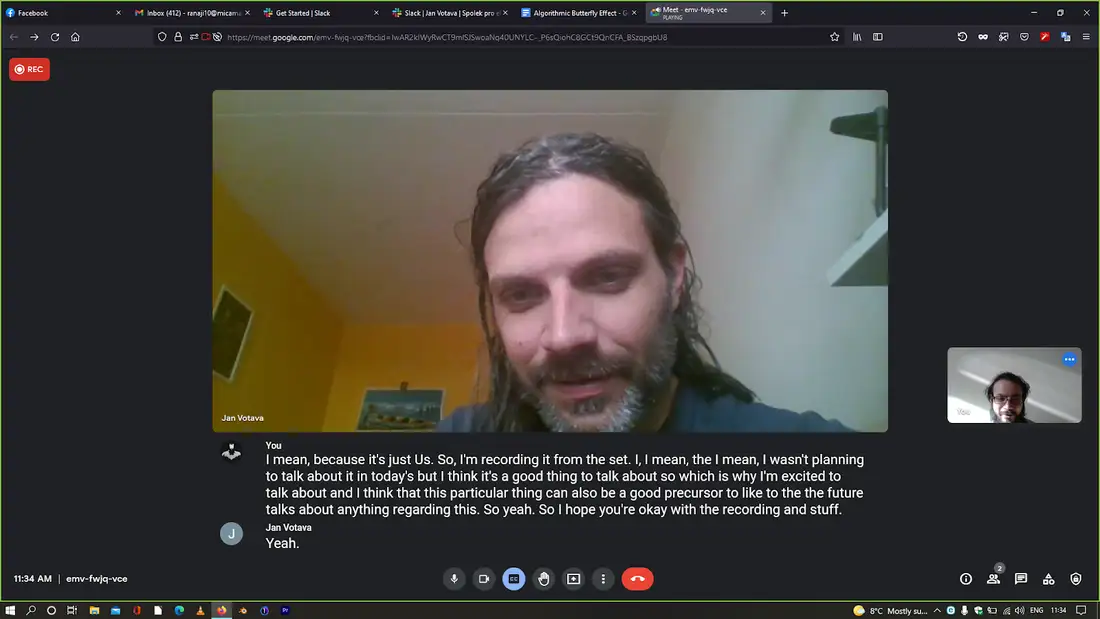 Facebook
Inbox (412) - ranaji10@micama
Get Started | Slack
Slack | Jan Votava | Spolek pro e
Algorithmic Butterfly Effect - G
Meet - emv-fwjq-vce
PLAYING
REC
Jan Votava
You
You
I mean, because it's just Us. So, I'm recording it from the set. I, I mean, the I mean, I wasn't planning
to talk about it in today's but I think it's a good thing to talk about so which is why I'm excited to
talk about and I think that this particular thing can also be a good precursor to like to the the future
talks about anything regarding this. So yeah. So I hope you're okay with the recording and stuff.
J
Jan Votava
Yeah.
11:34 AM | emv-fwjq-vce
2
8°C Mostly su...
ENG
11:34